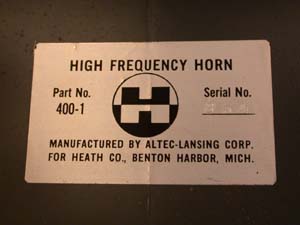 HIGH FREQUENCY HORN
Part No. Serial No.
400-1
H
MANUFACTURED BY ALTEC-LANSING CORP.
FOR HEATH CO., BENTON HARBOR, MICH.